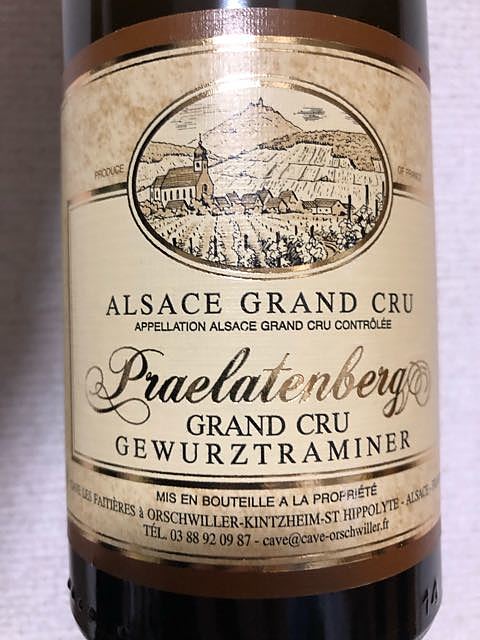 PRODUCE OF FRANCE
ALSACE GRAND CRU
APPELLATION ALSACE GRAND CRU CONTRÔLÉE
Praelatenberg
GRAND CRU
GEWURZTRAMINER
MIS EN BOUTEILLE A LA PROPRIÉTÉ
LES FAITIÈRES à ORSCHWILLER-KINTZHEIM-ST HIPPOLYTE - ALSACE -
TÉL. 03 88 92 09 87 - cave@cave-orschwiller.fr